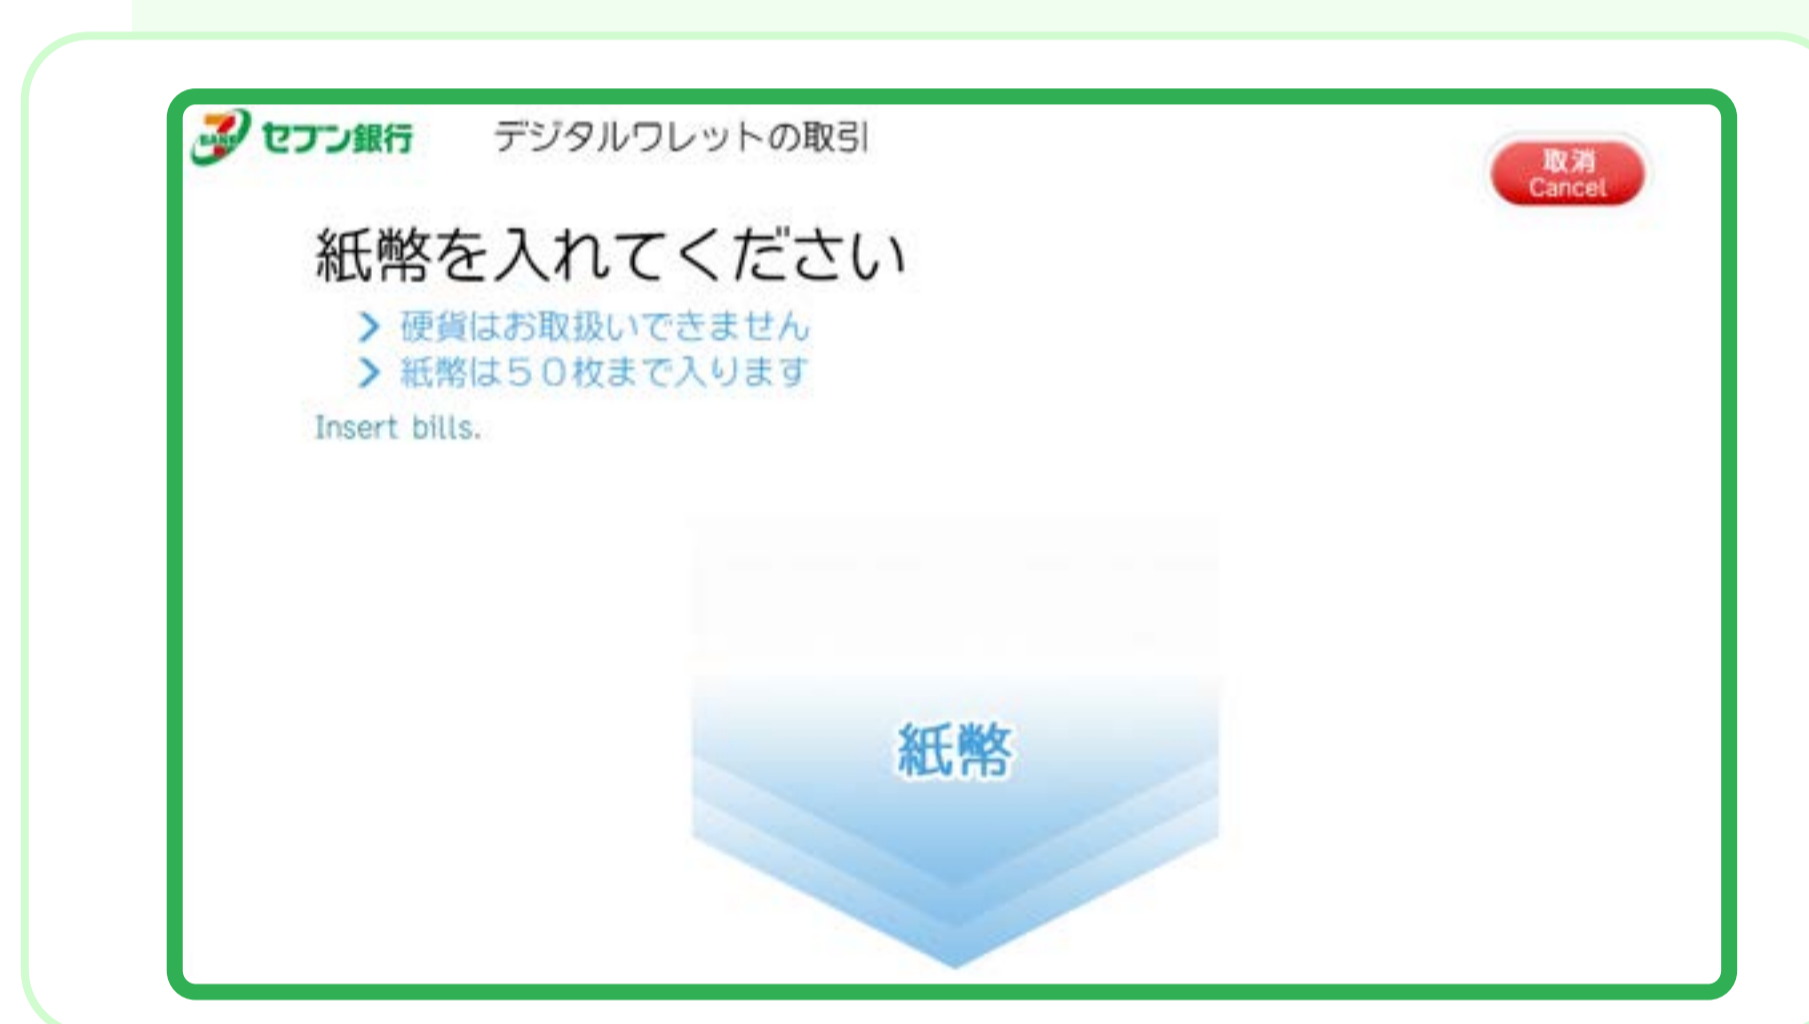 7 BANK セブン銀行 デジタルワレットの取引
取消
Cancel
紙幣を入れてください
> 硬貨はお取扱いできません
> 紙幣は50枚まで入ります
Insert bills.
紙幣